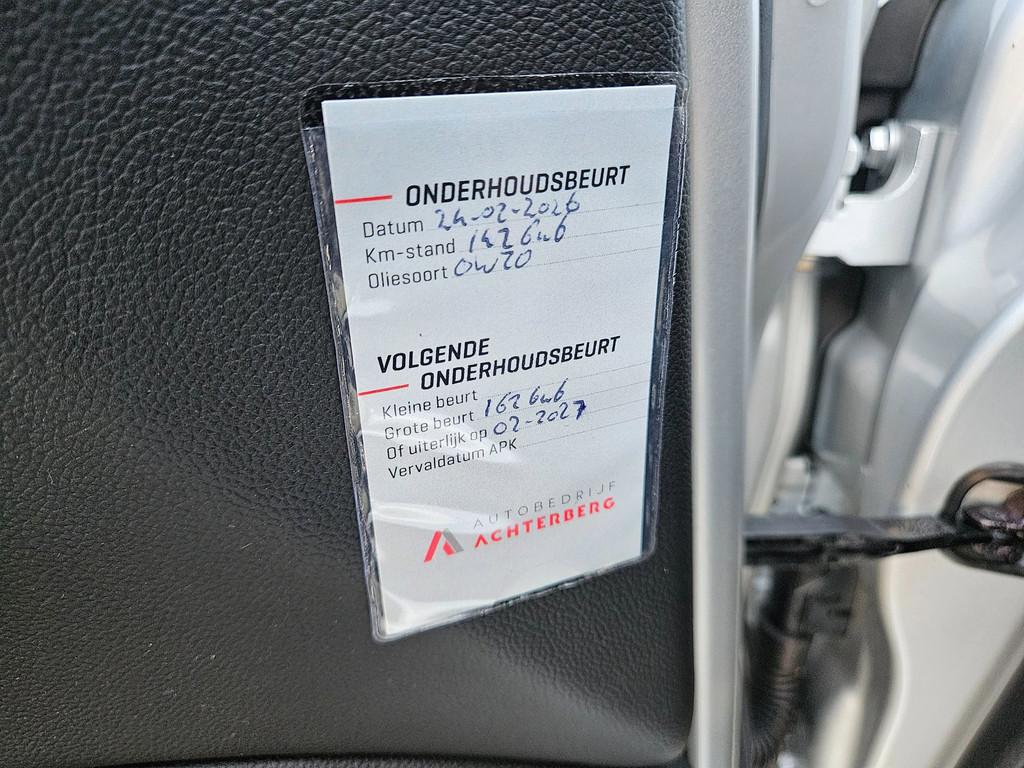 ONDERHOUDSBEURT
Datum 24-02-2026
Km-stand 142646
Oliesoort 0W20
VOLGENDE
ONDERHOUDSBEURT
Kleine beurt
Grote beurt 162646
Of uiterlijk op 02-2027
Vervaldatum APK
AUTOBEDRIJF
ACHTERBERG